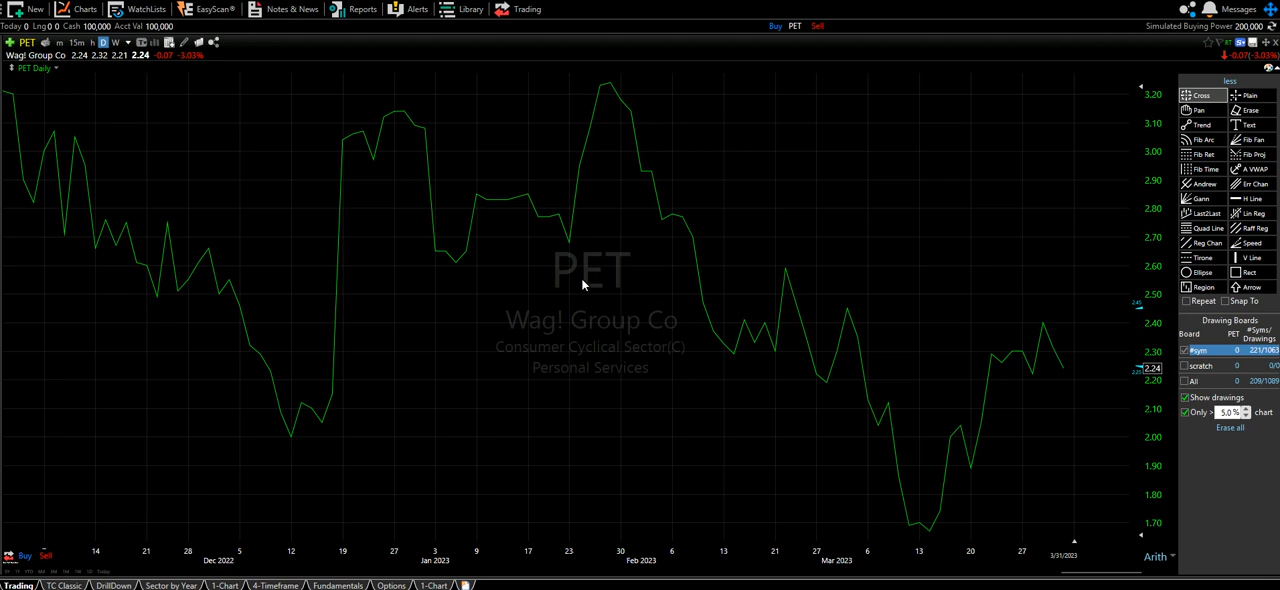 New Charts WatchLists EasyScan® Notes & News Reports Alerts Library Trading Messages
Today 0 Lng 0 0 Cash 100,000 Acct Val 100,000 Buy PET Sell Simulated Buying Power 200,000
PET m 15m h D W RT
Wag! Group Co 2.24 2.32 2.21 2.24 -0.07 -3.03% -0.07(-3.03%)
PET Daily
less
Cross Plain
Pan Erase
Trend Text
Fib Arc Fib Fan
Fib Ret Fib Proj
Fib Time A VWAP
Andrew Err Chan
Gann H Line
Last2Last Lin Reg
Quad Line Raff Reg
Reg Chan Speed
Tirone V Line
Ellipse Rect
Region Arrow
Repeat Snap To
Drawing Boards
Board PET #Syms/
Drawings
#sym 0 221/1063
scratch 0 0/0
All 0 209/1089
Show drawings
Only > 5.0 % chart
Erase all
3.20
3.10
3.00
2.90
2.80
2.70
2.60
2.50
2.45
2.40
2.30
2.24
2.20
2.10
2.00
1.90
1.80
1.70
PET
Wag! Group Co
Consumer Cyclical Sector(C)
Personal Services
14 21 28 5 12 19 27 3 9 17 23 30 6 13 21 27 6 13 20 27 3/31/2023
Dec 2022 Jan 2023 Feb 2023 Mar 2023
Buy Sell
Arith
Trading TC Classic DrillDown Sector by Year 1-Chart 4-Timeframe Fundamentals Options 1-Chart